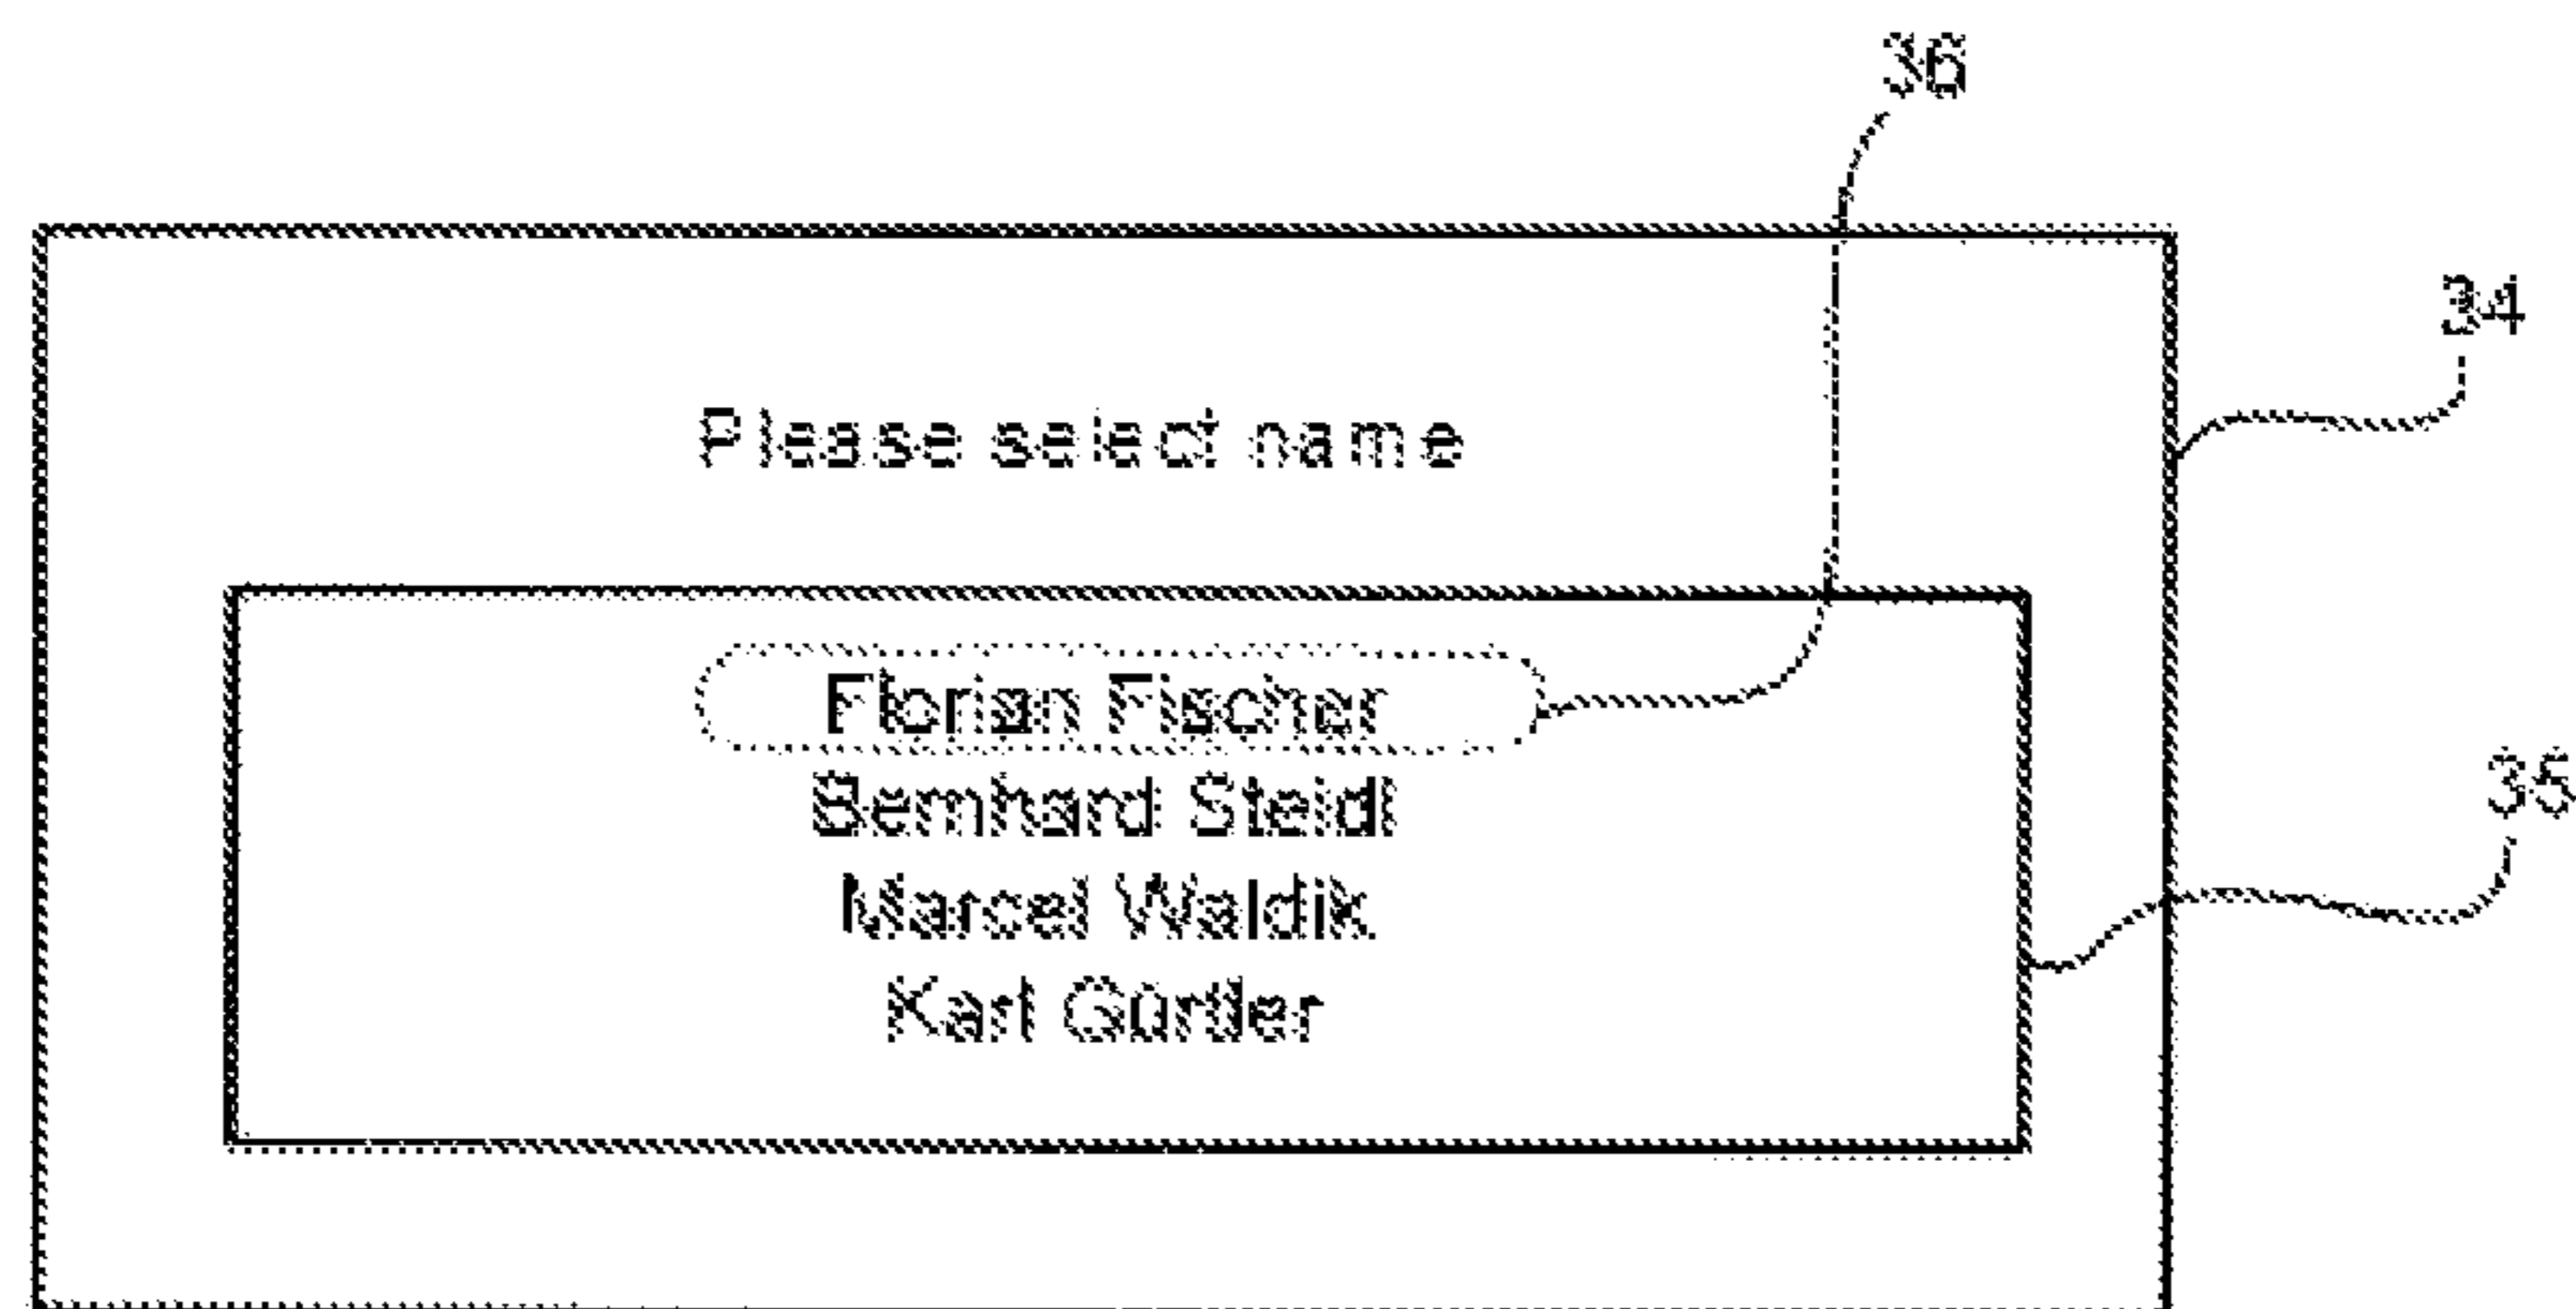 36
34
Please select name
Florian Fischer
Bernhard Steidl
35
Marcel Waldik
Karl Gürtler